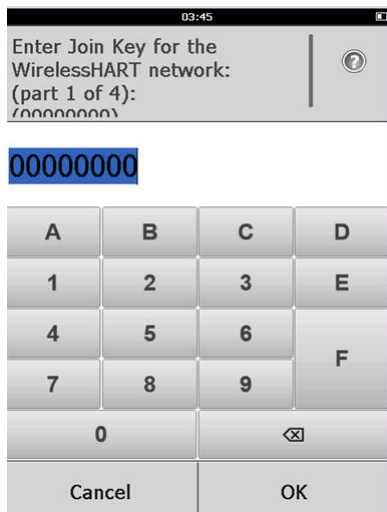 03:45
Enter Join Key for the
WirelessHART network:
(part 1 of 4):
(00000000)
?
00000000
A B C D
1 2 3 E
4 5 6
F
7 8 9
0
Cancel OK